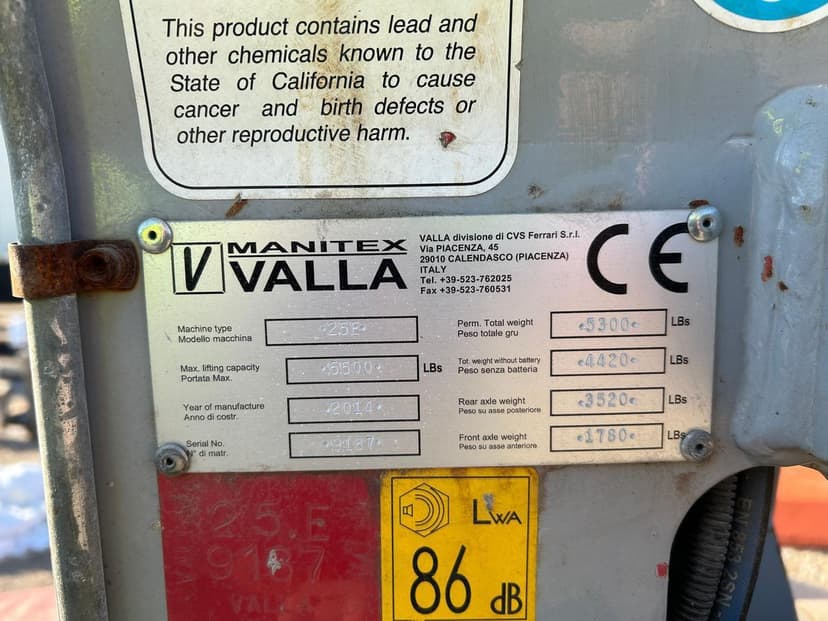 This product contains lead and
other chemicals known to the
State of California to cause
cancer and birth defects or
other reproductive harm.
V MANITEX
VALLA
VALLA divisione di CVS Ferrari S.r.l.
Via PIACENZA, 45
29010 CALENDASCO (PIACENZA)
ITALY
Tel. +39-523-762025
Fax +39-523-760531
CE
Machine type
Modello macchina
•25E•
Max. lifting capacity
Portata Max.
•5500• LBs
Year of manufacture
Anno di costr.
•2014•
Serial No.
N° di matr.
•9187•
Perm. Total weight
Peso totale gru
•5300• LBs
Tot. weight without battery
Peso senza batteria
•4420• LBs
Rear axle weight
Peso su asse posteriore
•3520• LBs
Front axle weight
Peso su asse anteriore
•1780• LBs
25.E
9187
VALLA
LWA
86 dB